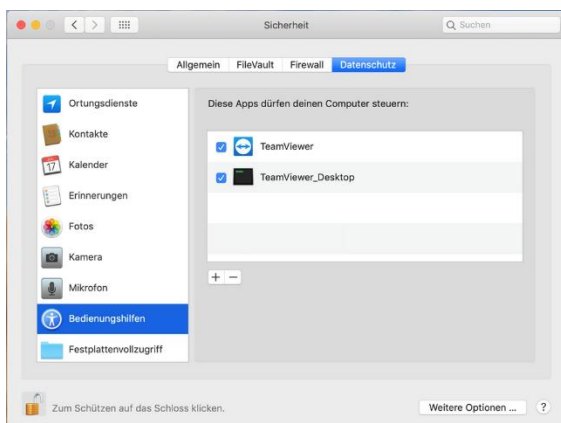 Sicherheit
Suchen
Allgemein FileVault Firewall Datenschutz
Ortungsdienste
Kontakte
17 Kalender
Erinnerungen
Fotos
Kamera
Mikrofon
Bedienungshilfen
Festplattenvollzugriff
Diese Apps dürfen deinen Computer steuern:
TeamViewer
TeamViewer_Desktop
+ −
Zum Schützen auf das Schloss klicken.
Weitere Optionen ... ?